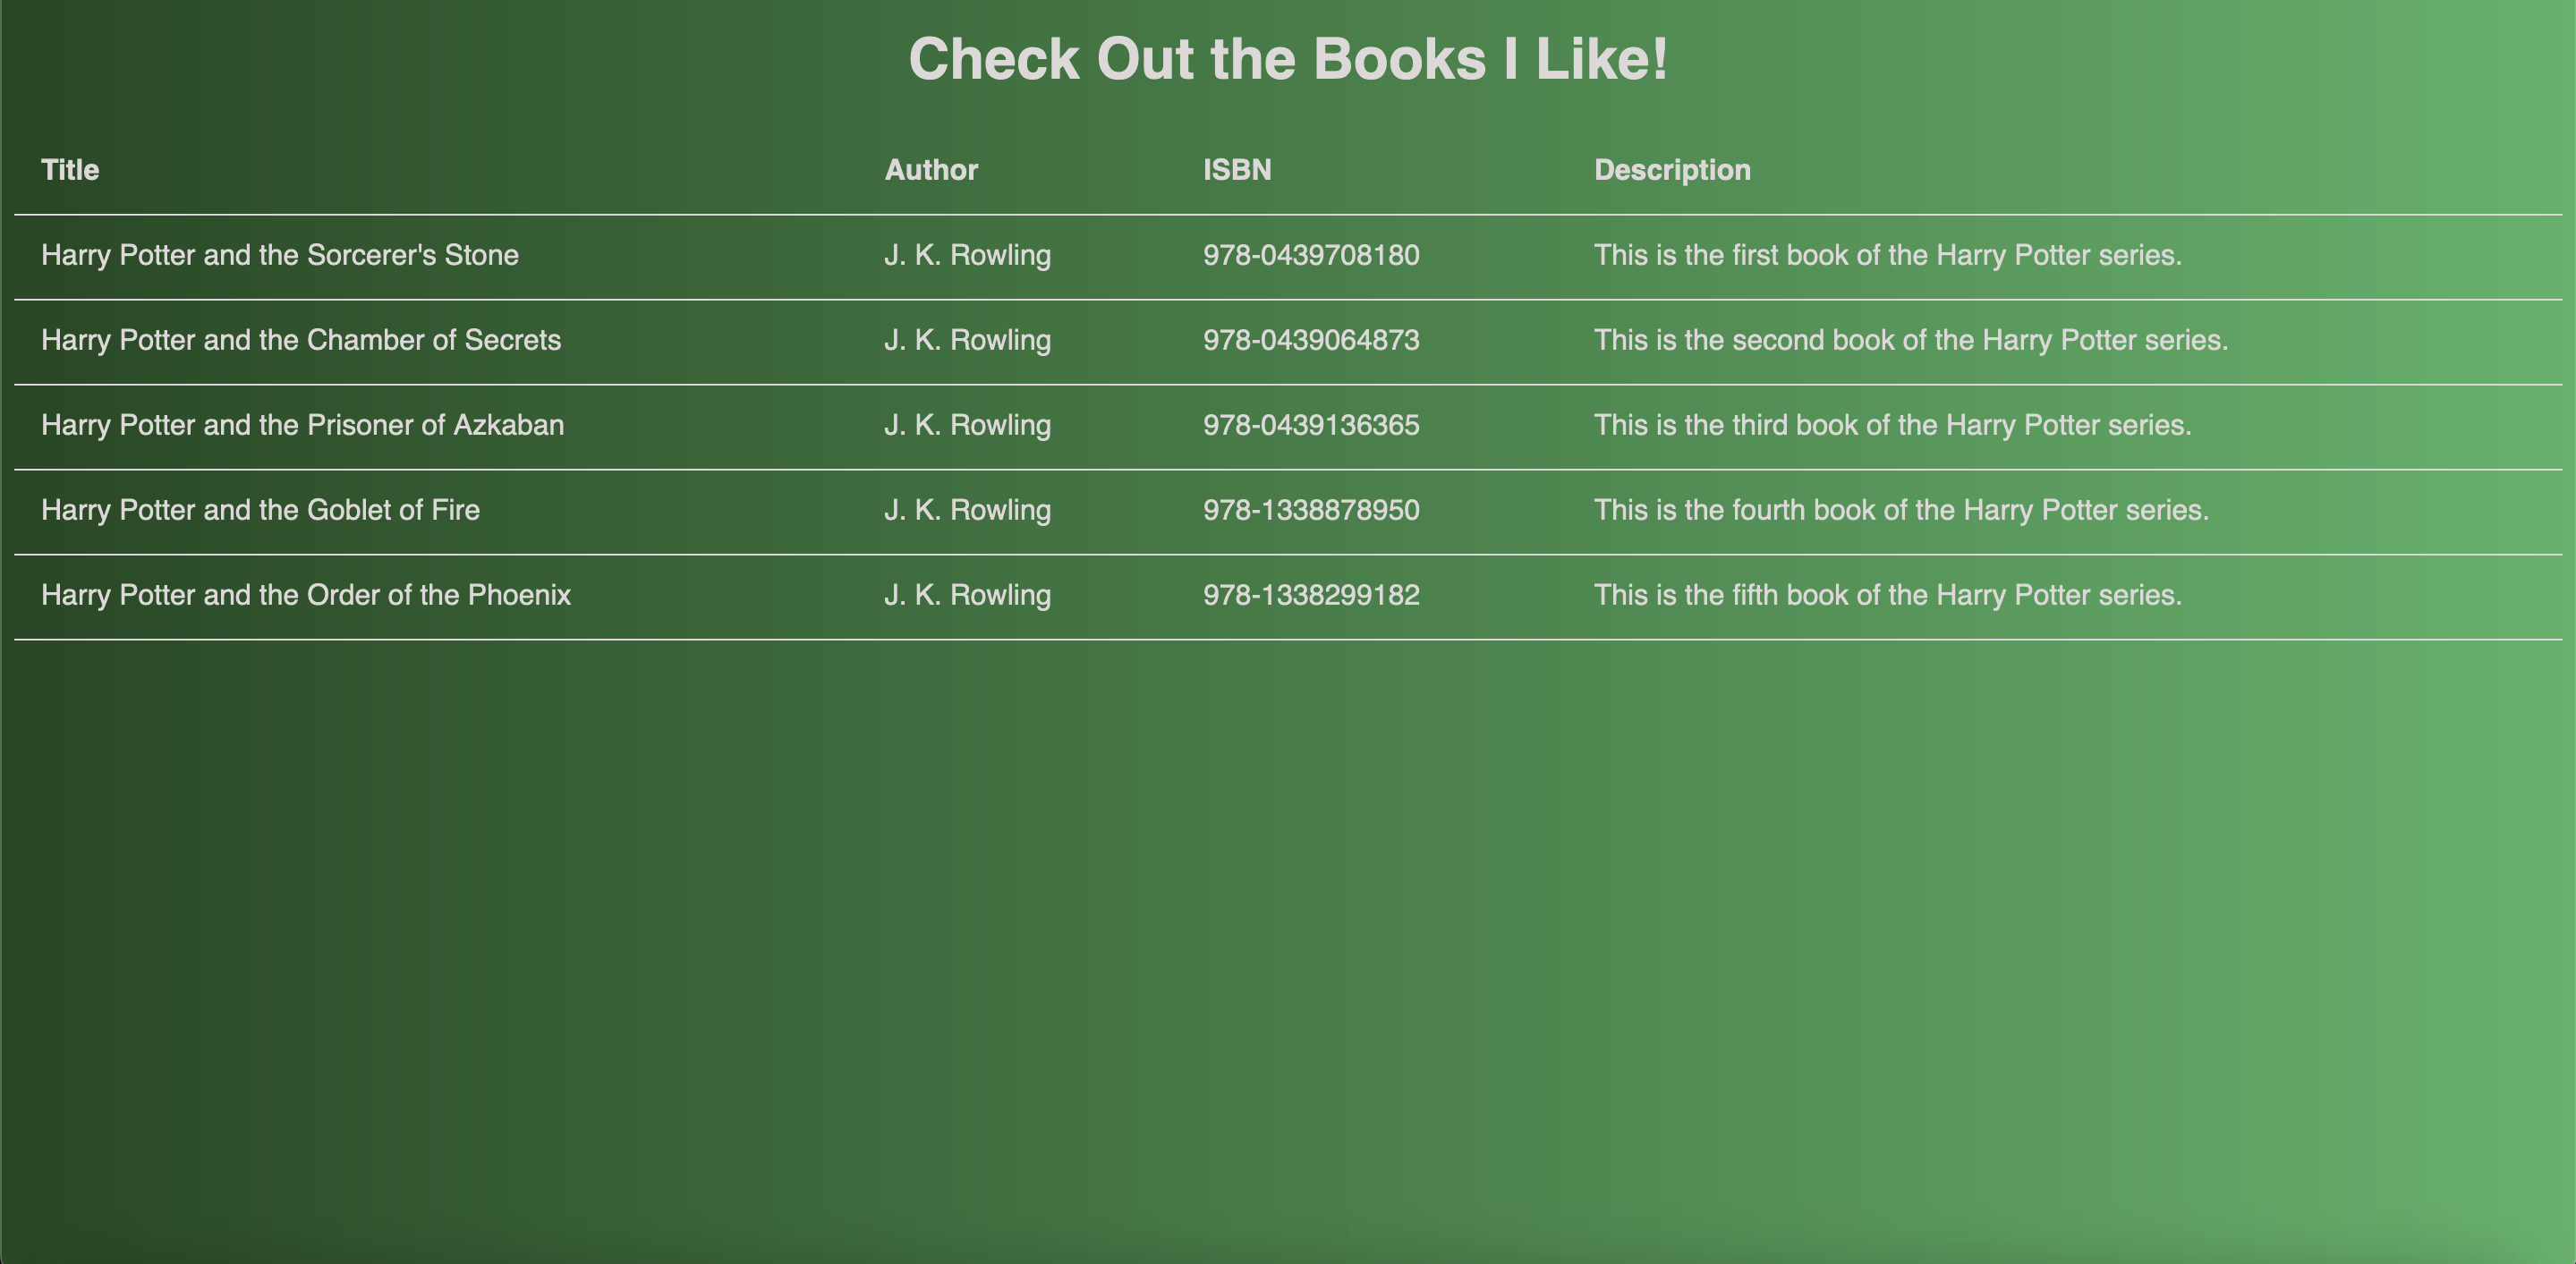 Check Out the Books I Like!
Title Author ISBN Description
Harry Potter and the Sorcerer's Stone J. K. Rowling 978-0439708180 This is the first book of the Harry Potter series.
Harry Potter and the Chamber of Secrets J. K. Rowling 978-0439064873 This is the second book of the Harry Potter series.
Harry Potter and the Prisoner of Azkaban J. K. Rowling 978-0439136365 This is the third book of the Harry Potter series.
Harry Potter and the Goblet of Fire J. K. Rowling 978-1338878950 This is the fourth book of the Harry Potter series.
Harry Potter and the Order of the Phoenix J. K. Rowling 978-1338299182 This is the fifth book of the Harry Potter series.